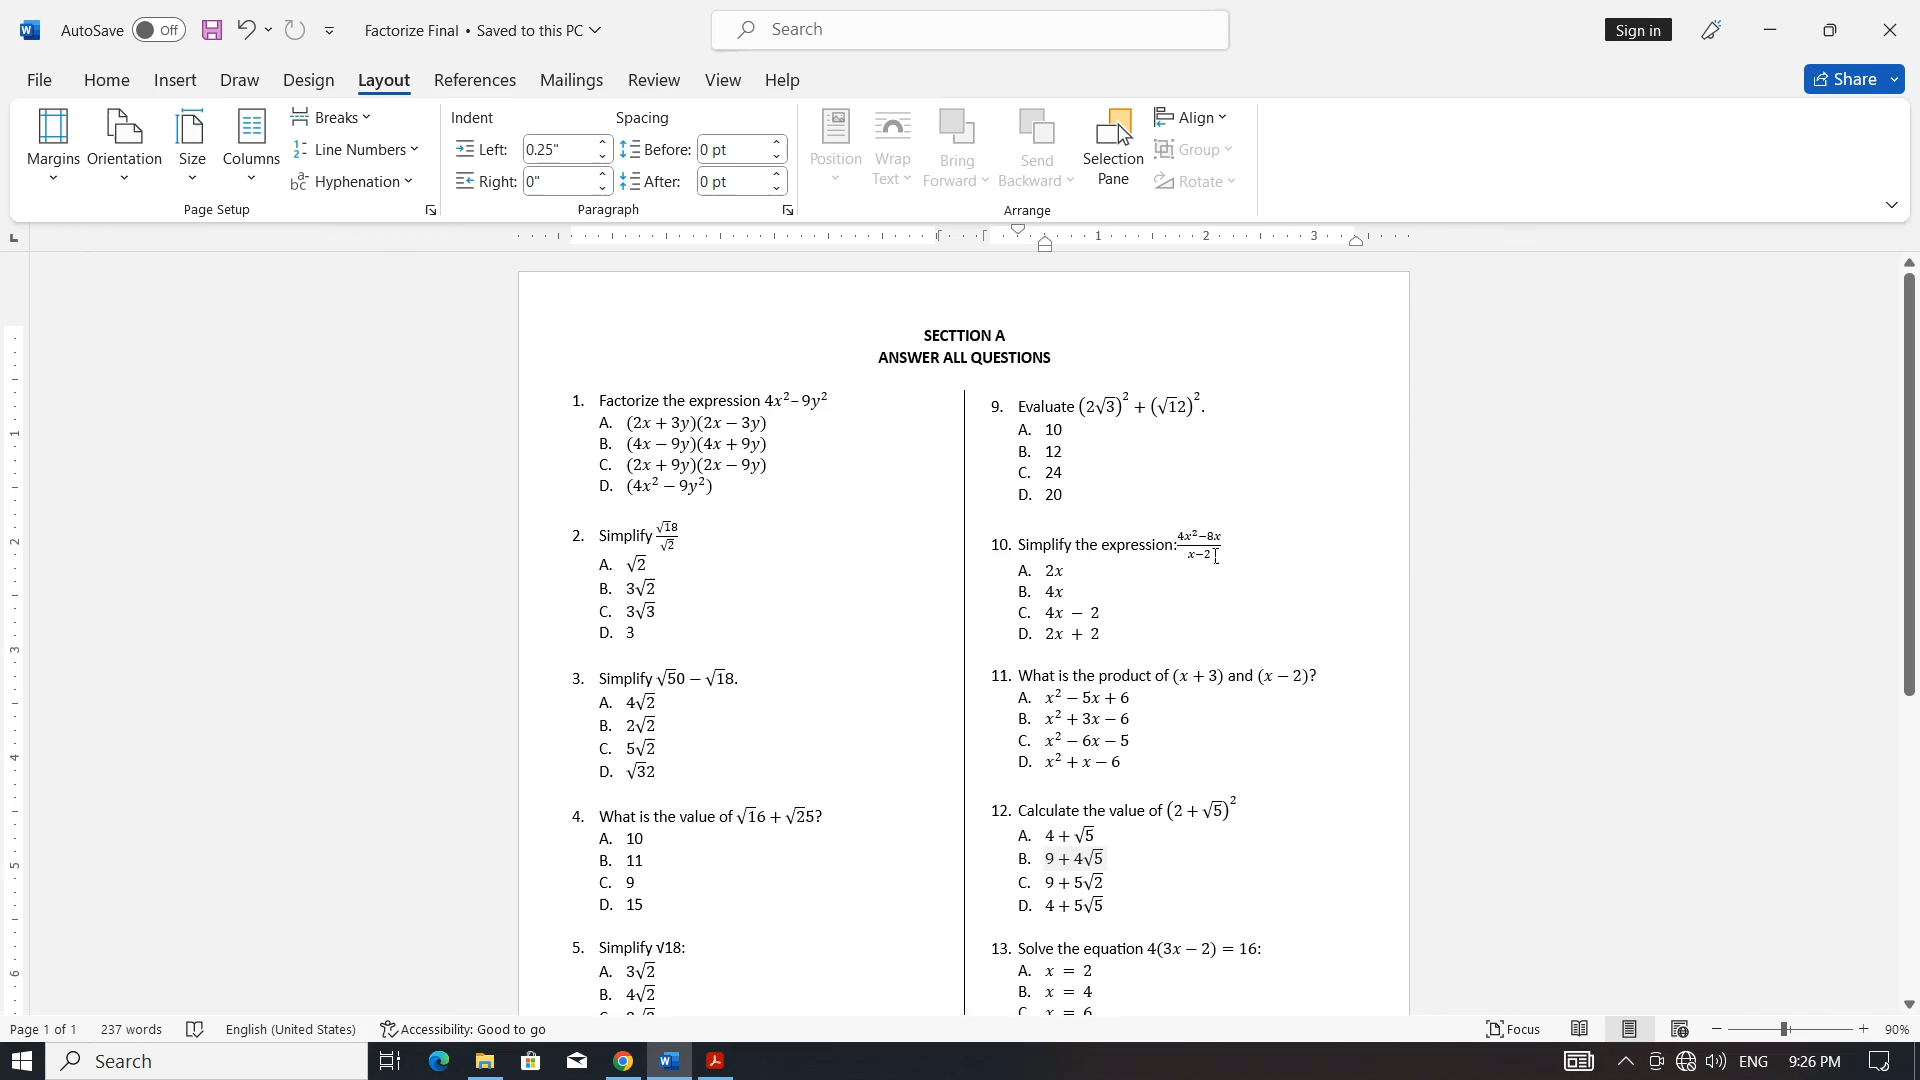 AutoSave Off Factorize Final • Saved to this PC Search Sign in
File Home Insert Draw Design Layout References Mailings Review View Help Share
Margins Orientation Size Columns Breaks Line Numbers Hyphenation
Page Setup
Indent Spacing
Left: 0.25" Before: 0 pt
Right: 0" After: 0 pt
Paragraph
Position Wrap Text Bring Forward Send Backward Selection Pane Align Group Rotate
Arrange
1 2 3
1
2
3
4
5
6
SECTTION A
ANSWER ALL QUESTIONS
1. Factorize the expression 4x²–9y²
A. (2x + 3y)(2x − 3y)
B. (4x − 9y)(4x + 9y)
C. (2x + 9y)(2x − 9y)
D. (4x² − 9y²)
2. Simplify √18/√2
A. √2
B. 3√2
C. 3√3
D. 3
3. Simplify √50 − √18.
A. 4√2
B. 2√2
C. 5√2
D. √32
4. What is the value of √16 + √25?
A. 10
B. 11
C. 9
D. 15
5. Simplify √18:
A. 3√2
B. 4√2
9. Evaluate (2√3)² + (√12)².
A. 10
B. 12
C. 24
D. 20
10. Simplify the expression: (4x²−8x)/(x−2)
A. 2x
B. 4x
C. 4x − 2
D. 2x + 2
11. What is the product of (x + 3) and (x − 2)?
A. x² − 5x + 6
B. x² + 3x − 6
C. x² − 6x − 5
D. x² + x − 6
12. Calculate the value of (2 + √5)²
A. 4 + √5
B. 9 + 4√5
C. 9 + 5√2
D. 4 + 5√5
13. Solve the equation 4(3x − 2) = 16:
A. x = 2
B. x = 4
C. x = 6
Page 1 of 1 237 words English (United States) Accessibility: Good to go Focus 90%
Search ENG 9:26 PM